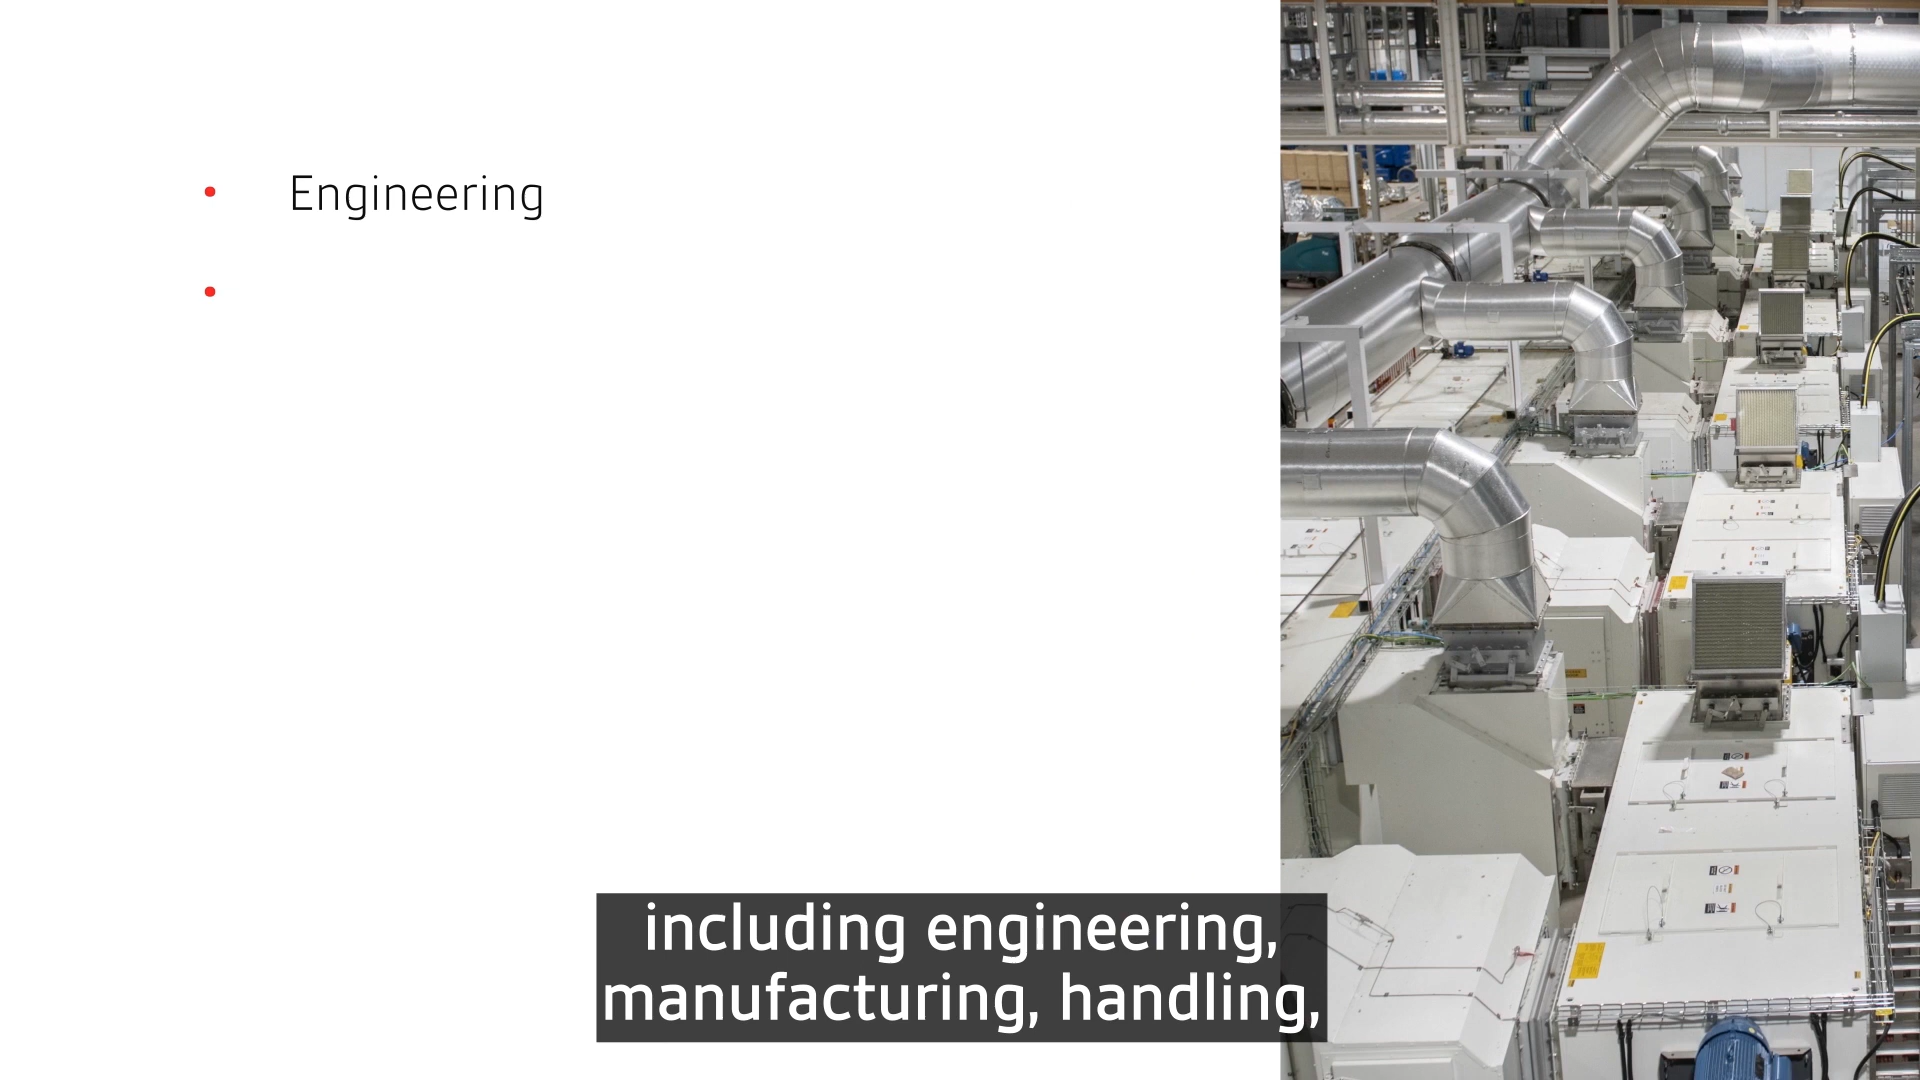 • Engineering
•
including engineering,
manufacturing, handling,